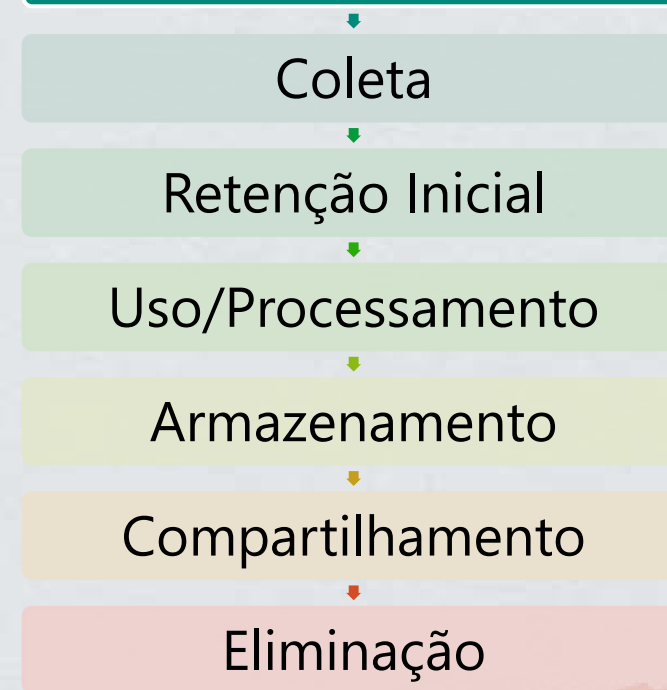 Coleta
Retenção Inicial
Uso/Processamento
Armazenamento
Compartilhamento
Eliminação